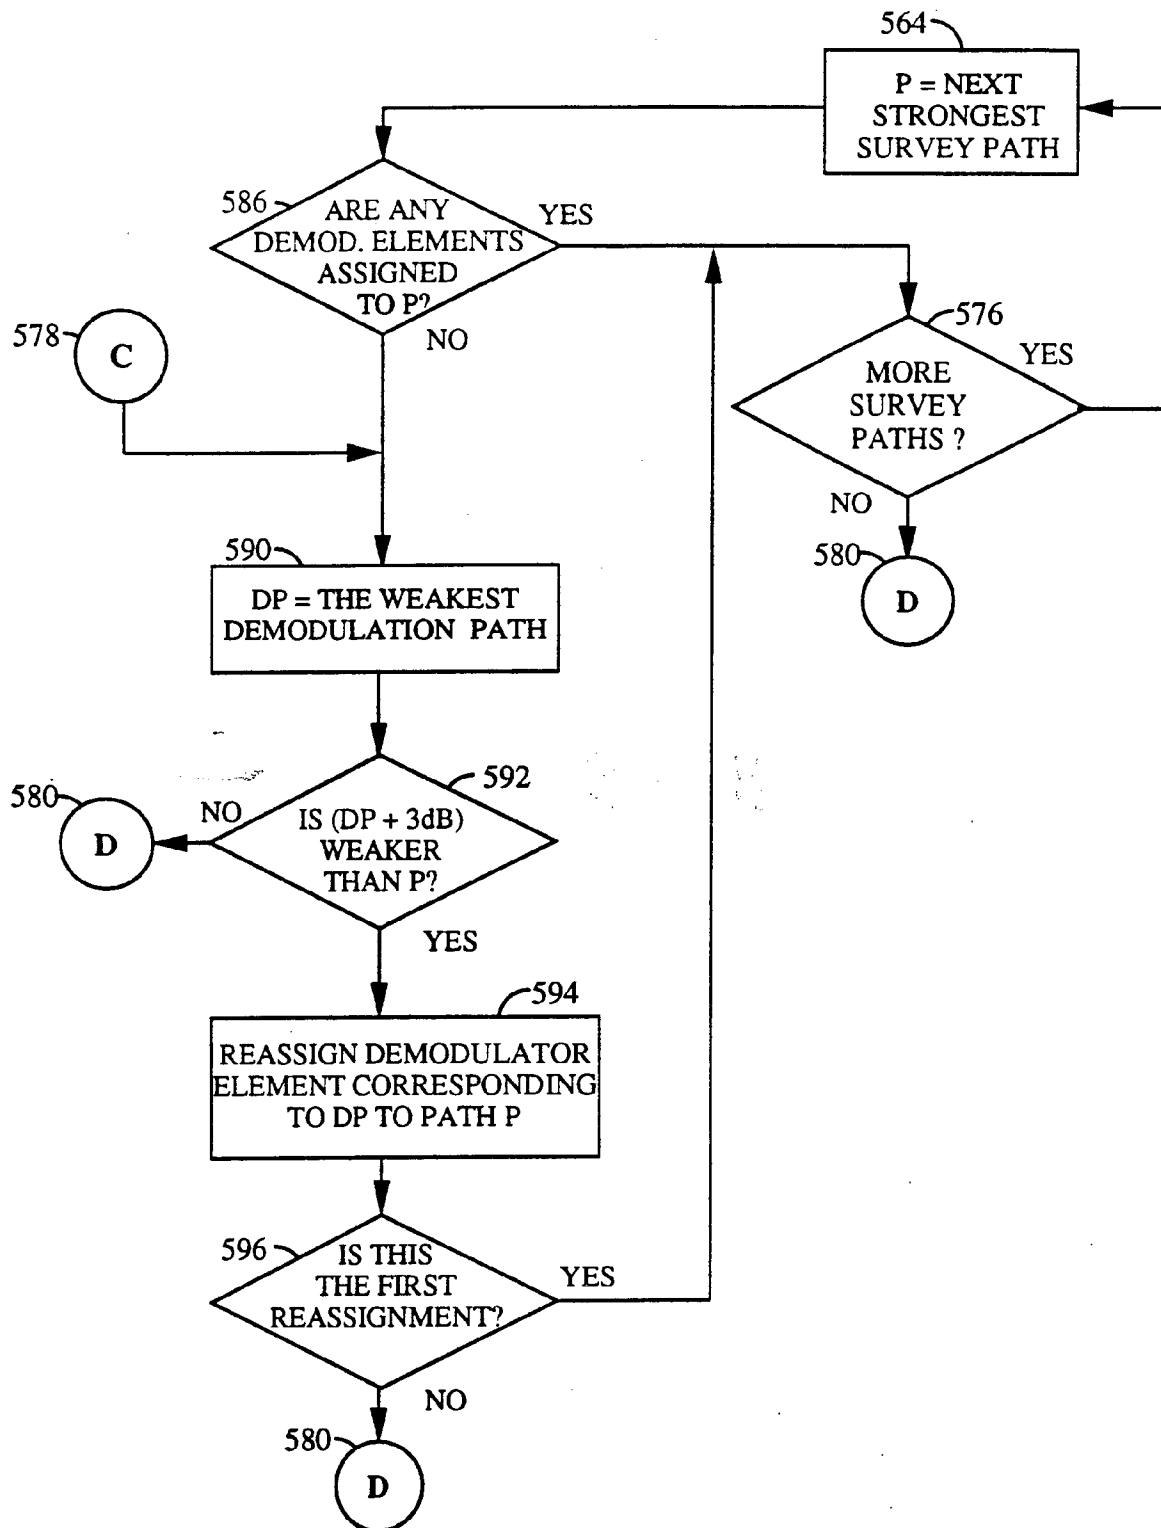 564
P = NEXT
STRONGEST
SURVEY PATH
586
ARE ANY
DEMOD. ELEMENTS
ASSIGNED
TO P?
YES
NO
578
C
576
MORE
SURVEY
PATHS ?
YES
NO
580
D
590
DP = THE WEAKEST
DEMODULATION PATH
592
IS (DP + 3dB)
WEAKER
THAN P?
NO
580
D
YES
594
REASSIGN DEMODULATOR
ELEMENT CORRESPONDING
TO DP TO PATH P
596
IS THIS
THE FIRST
REASSIGNMENT?
YES
NO
580
D